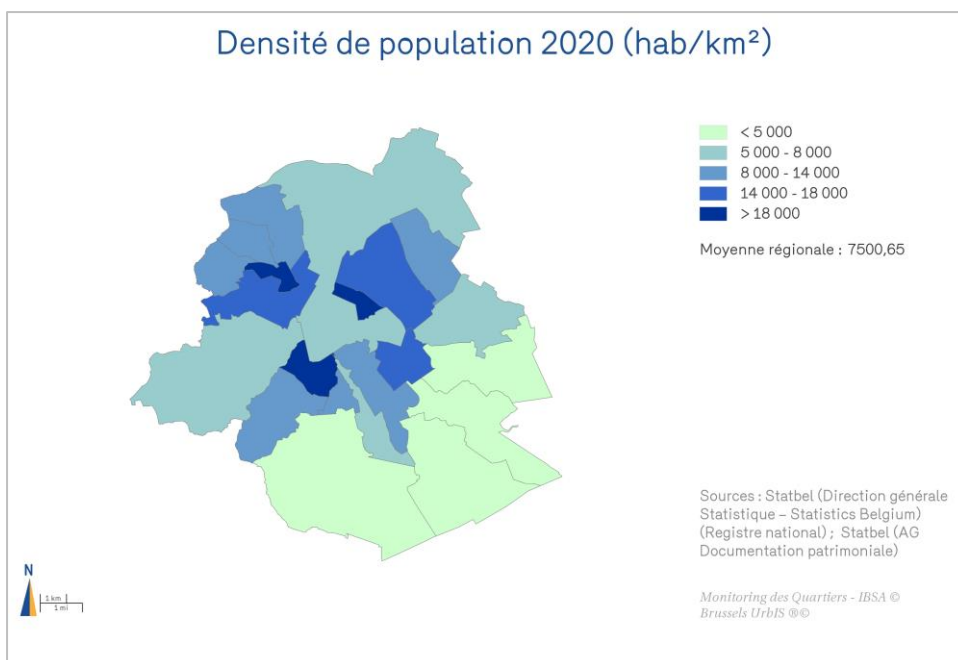 Densité de population 2020 (hab/km²)
< 5 000
5 000 - 8 000
8 000 - 14 000
14 000 - 18 000
> 18 000
Moyenne régionale : 7500,65
Sources : Statbel (Direction générale
Statistique – Statistics Belgium)
(Registre national) ; Statbel (AG
Documentation patrimoniale)
N
1 km
1 mi
Monitoring des Quartiers - IBSA ©
Brussels UrbIS ®©